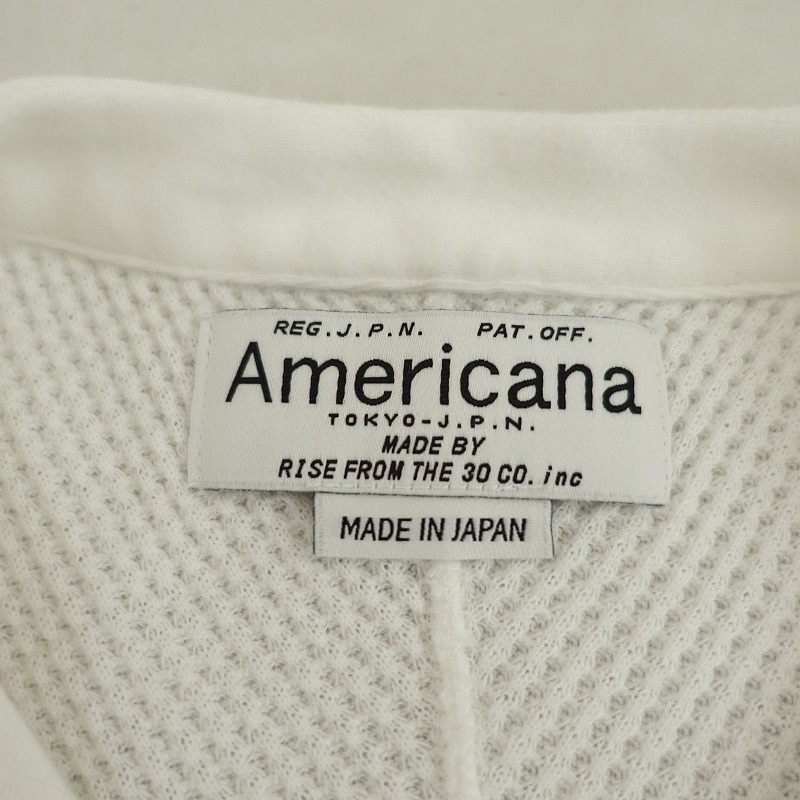 REG.J.P.N. PAT.OFF.
Americana
TOKYO-J.P.N.
MADE BY
RISE FROM THE 30 CO. inc
MADE IN JAPAN